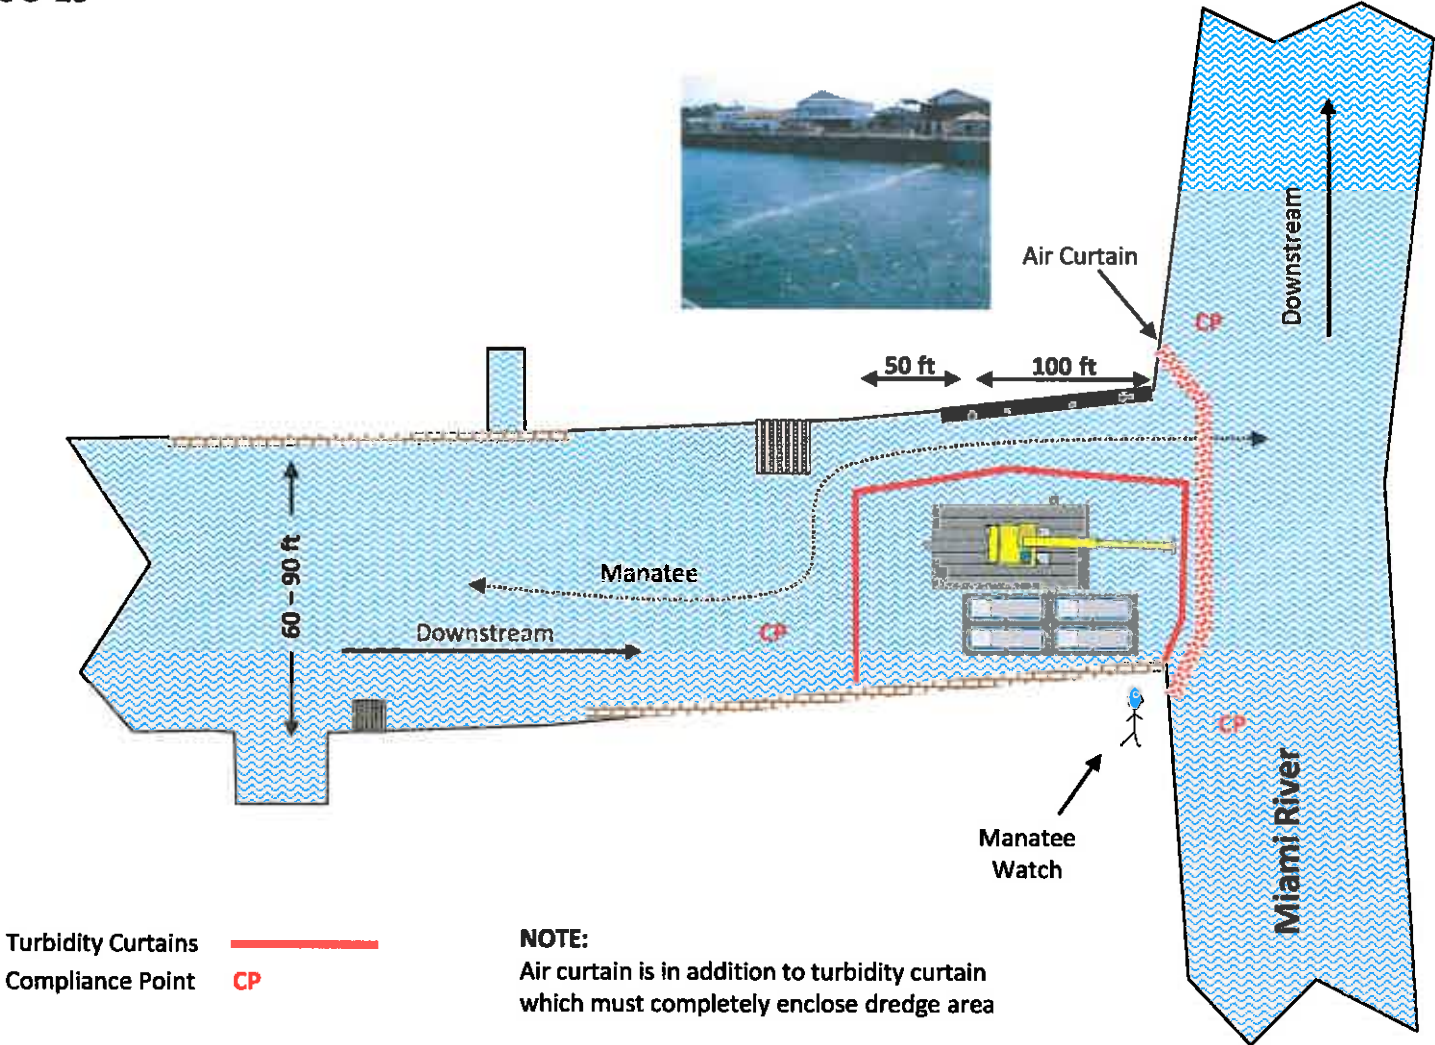 Air Curtain
Downstream
CP
50 ft
100 ft
60 – 90 ft
Manatee
Downstream
CP
CP
Manatee
Watch
Miami River
Turbidity Curtains
Compliance Point CP
NOTE:
Air curtain is in addition to turbidity curtain
which must completely enclose dredge area